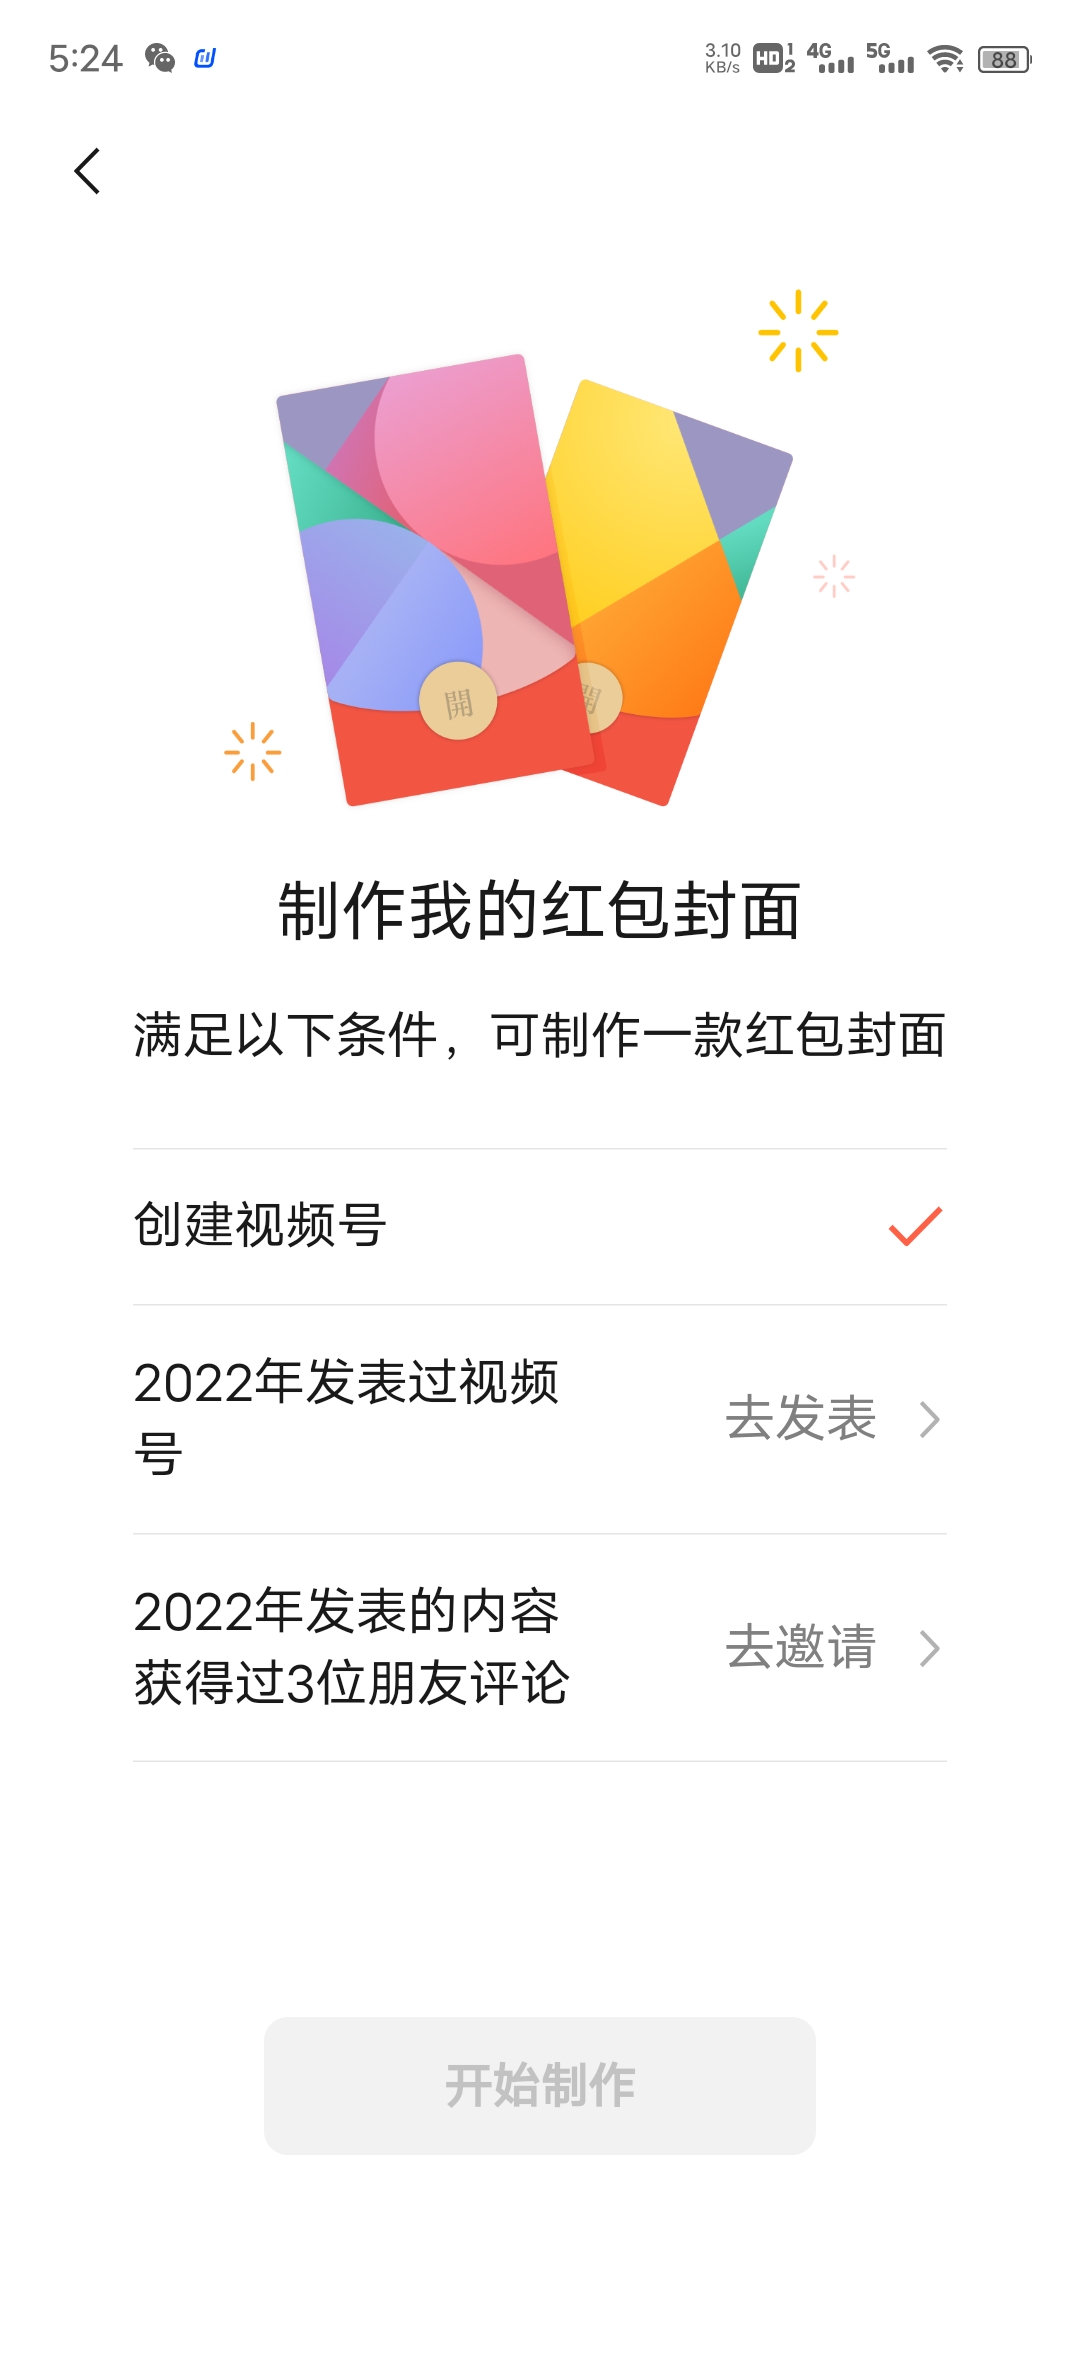 5:24
3.10
KB/s
HD 1 2
4G
5G
88
開
開
制作我的红包封面
满足以下条件，可制作一款红包封面
创建视频号
2022年发表过视频
号
去发表
2022年发表的内容
获得过3位朋友评论
去邀请
开始制作